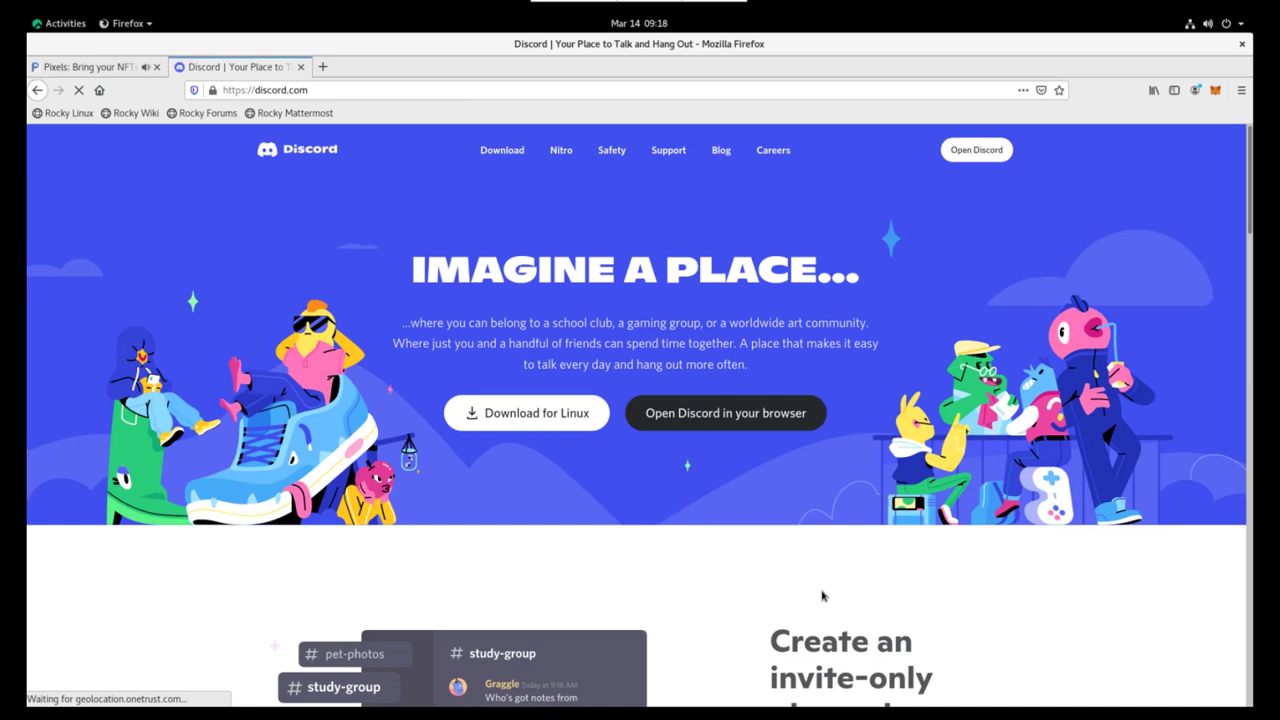 Activities
Firefox
Mar 14 09:18
Discord | Your Place to Talk and Hang Out - Mozilla Firefox
Pixels: Bring your NFT
Discord | Your Place to T
https://discord.com
Rocky Linux
Rocky Wiki
Rocky Forums
Rocky Mattermost
Discord
Download
Nitro
Safety
Support
Blog
Careers
Open Discord
IMAGINE A PLACE...
...where you can belong to a school club, a gaming group, or a worldwide art community.
Where just you and a handful of friends can spend time together. A place that makes it easy
to talk every day and hang out more often.
Download for Linux
Open Discord in your browser
Create an
invite-only
# pet-photos
# study-group
# study-group
Graggle Today at 9:18 AM
Who's got notes from
Waiting for geolocation.onetrust.com...